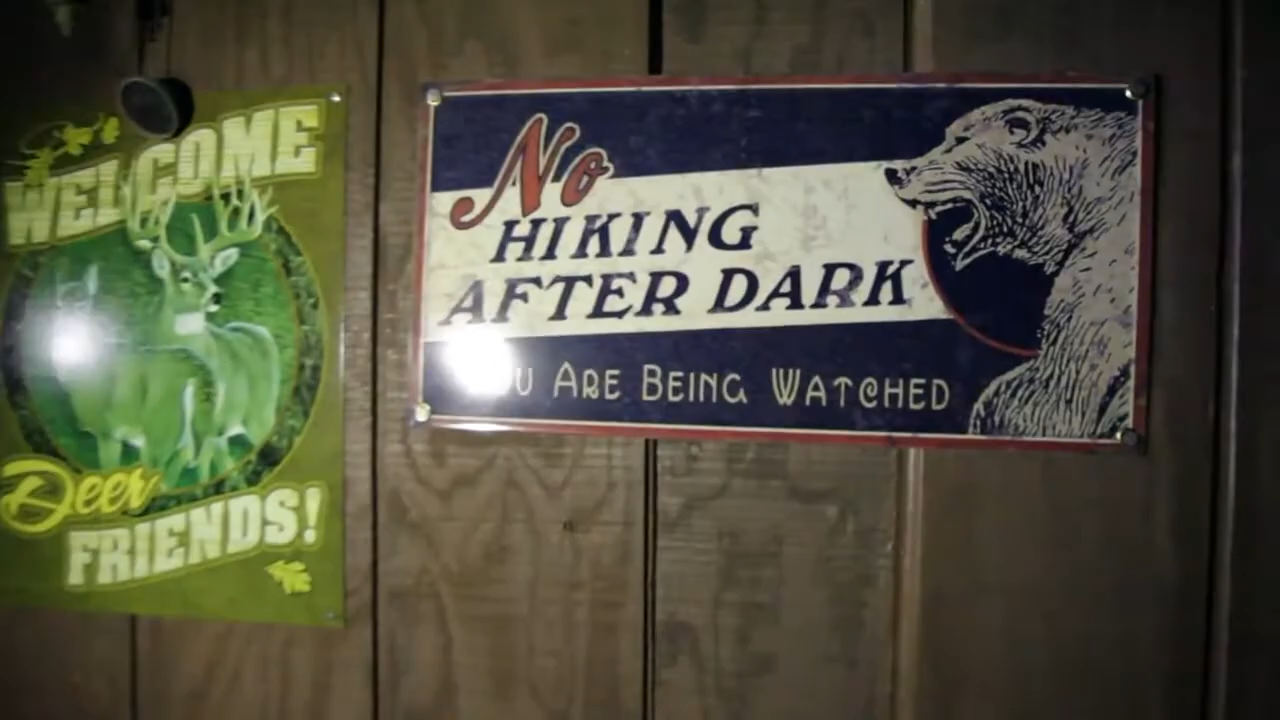 WELCOME
Deer
FRIENDS!
No
HIKING
AFTER DARK
ARE BEING WATCHED